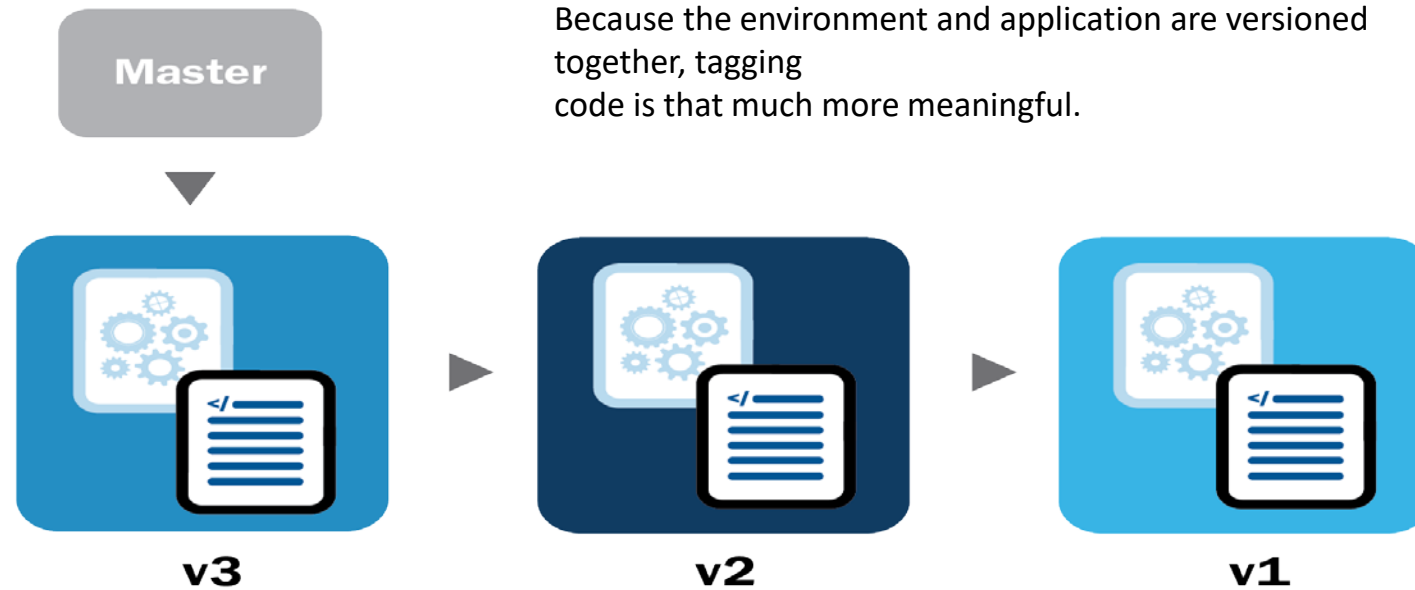 Master
Because the environment and application are versioned
together, tagging
code is that much more meaningful.
</
</
</
v3
v2
v1